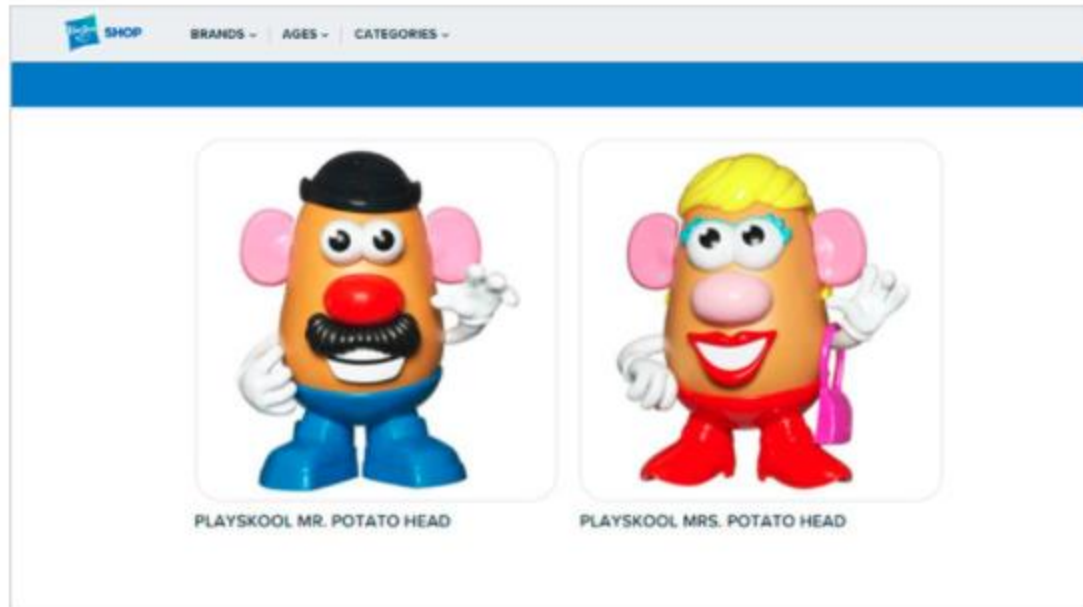 SHOP BRANDS AGES CATEGORIES
PLAYSKOOL MR. POTATO HEAD PLAYSKOOL MRS. POTATO HEAD